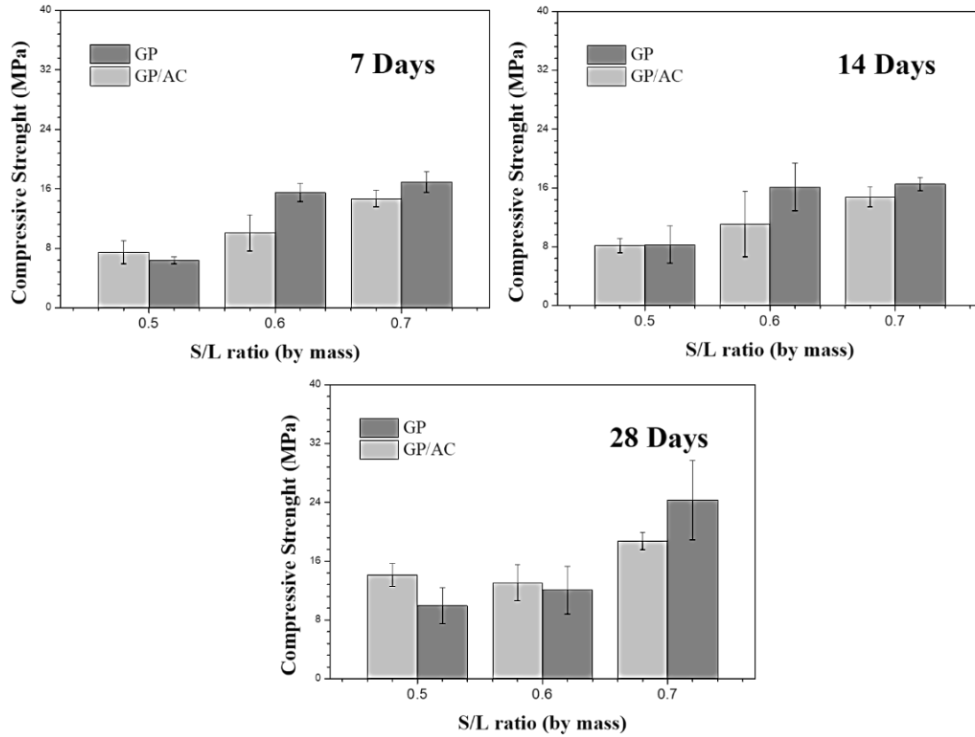 GP
GP/AC
7 Days
Compressive Strenght (MPa)
40
32
24
16
8
0
0.5
0.6
0.7
S/L ratio (by mass)
GP
GP/AC
14 Days
Compressive Strenght (MPa)
40
32
24
16
8
0
0.5
0.6
0.7
S/L ratio (by mass)
GP
GP/AC
28 Days
Compressive Strenght (MPa)
40
32
24
16
8
0
0.5
0.6
0.7
S/L ratio (by mass)